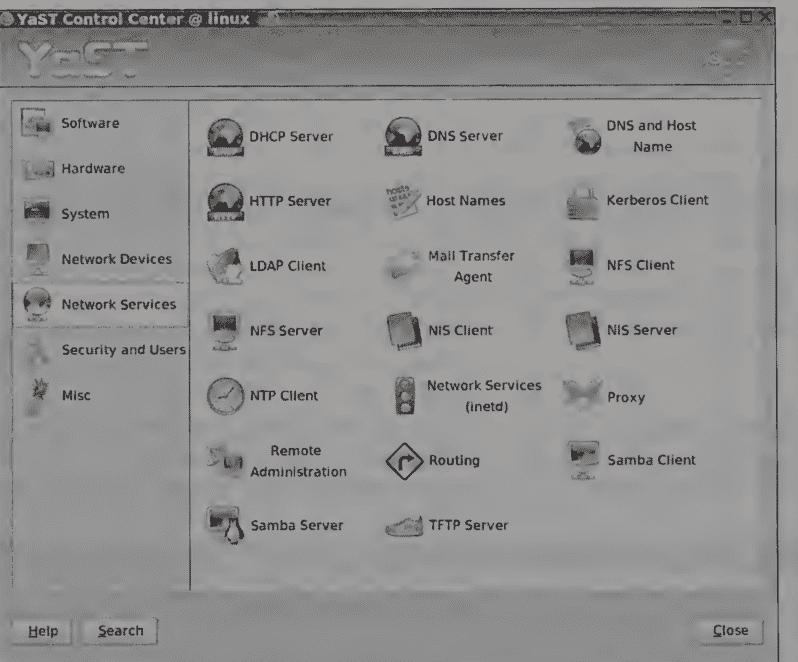 YaST Control Center @ linux
YaST
Software
Hardware
System
Network Devices
Network Services
Security and Users
Misc
DHCP Server
DNS Server
DNS and Host
Name
HTTP Server
Host Names
Kerberos Client
LDAP Client
Mail Transfer
Agent
NFS Client
NFS Server
NIS Client
NIS Server
NTP Client
Network Services
(inetd)
Proxy
Remote
Administration
Routing
Samba Client
Samba Server
TFTP Server
Help
Search
Close